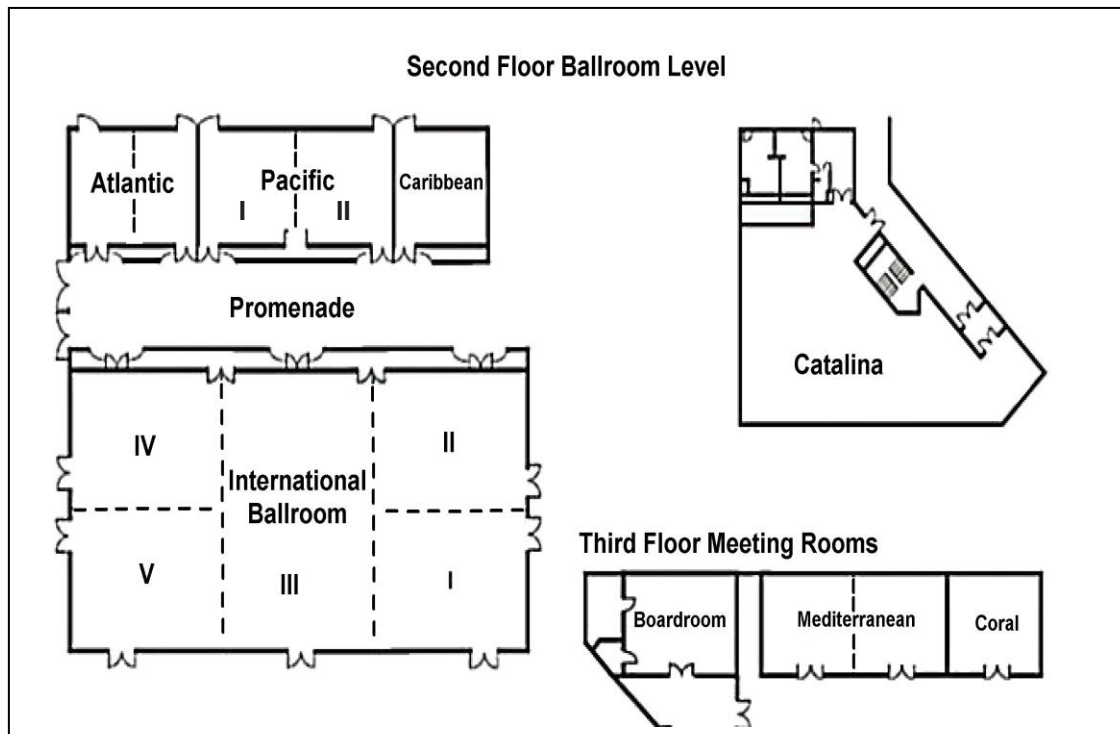 Second Floor Ballroom Level
Atlantic
Pacific
I II
Caribbean
Promenade
Catalina
IV
II
International
Ballroom
V
III
I
Third Floor Meeting Rooms
Boardroom
Mediterranean
Coral